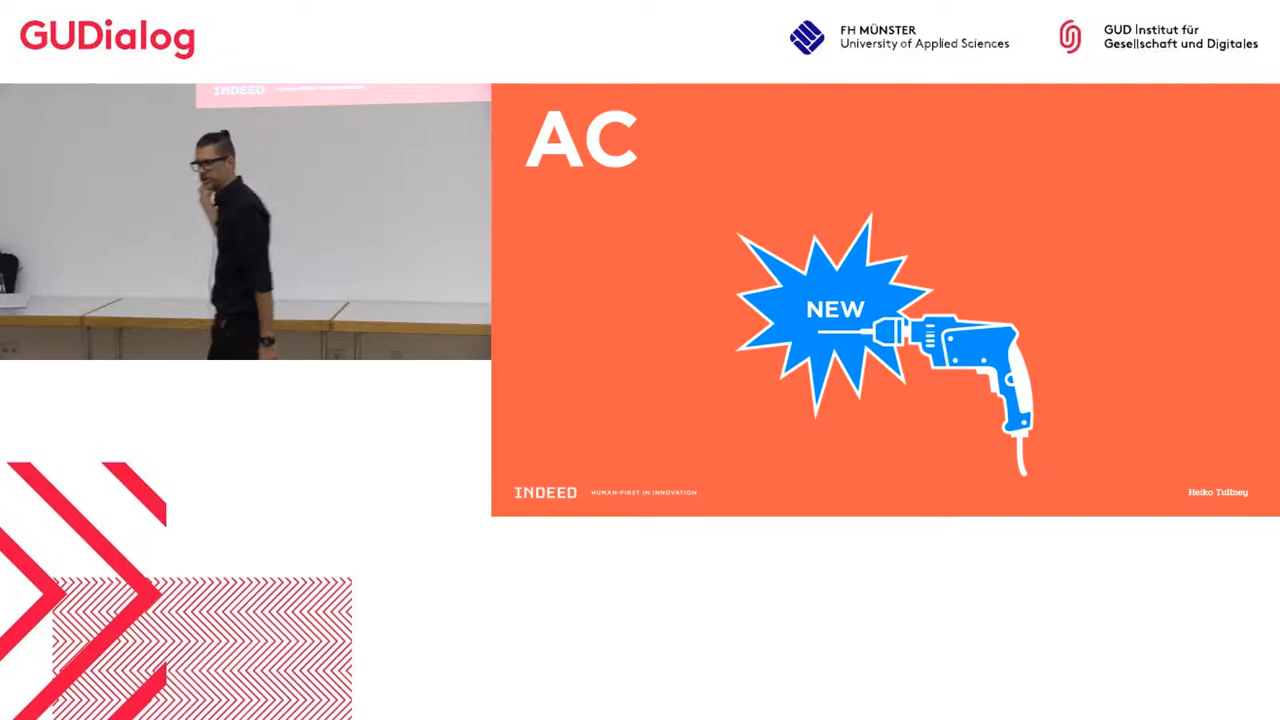 GUDialog
FH MÜNSTER
University of Applied Sciences
GUD Institut für
Gesellschaft und Digitales
INDEED
AC
NEW
INDEED HUMAN-FIRST IN INNOVATION
Heiko Tullney